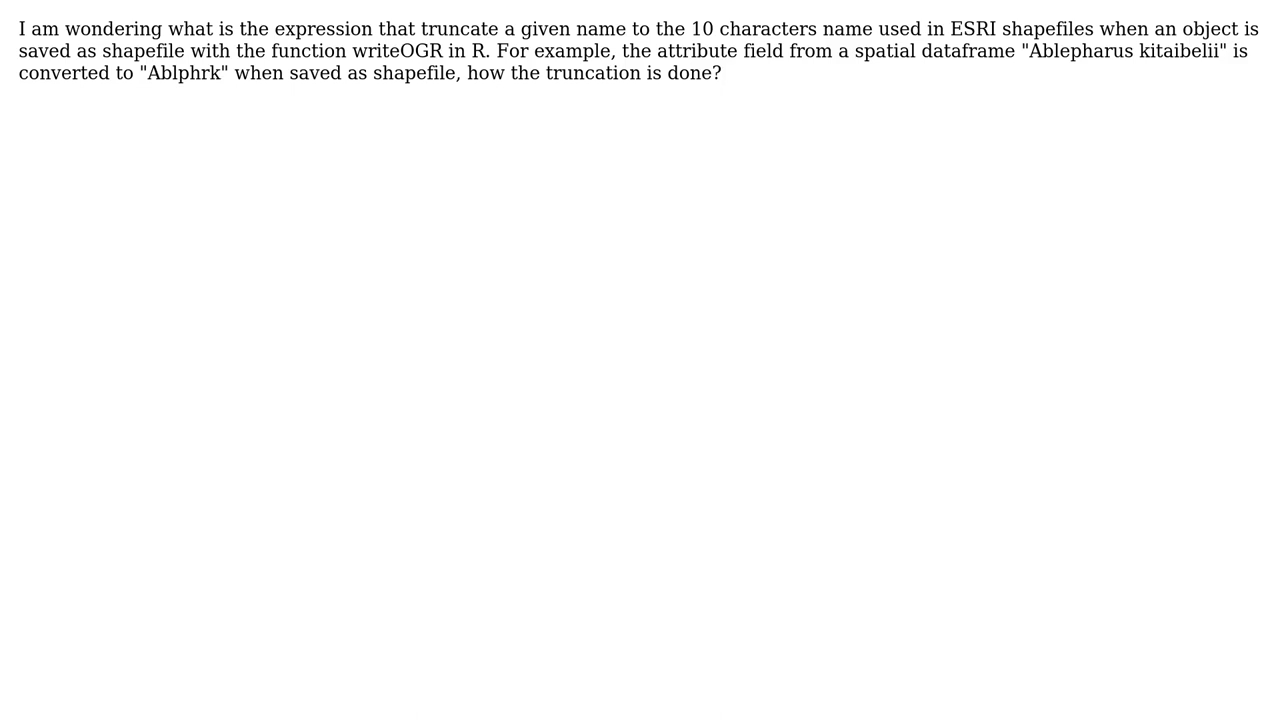 I am wondering what is the expression that truncate a given name to the 10 characters name used in ESRI shapefiles when an object is
saved as shapefile with the function writeOGR in R. For example, the attribute field from a spatial dataframe "Ablepharus kitaibelii" is
converted to "Ablphrk" when saved as shapefile, how the truncation is done?